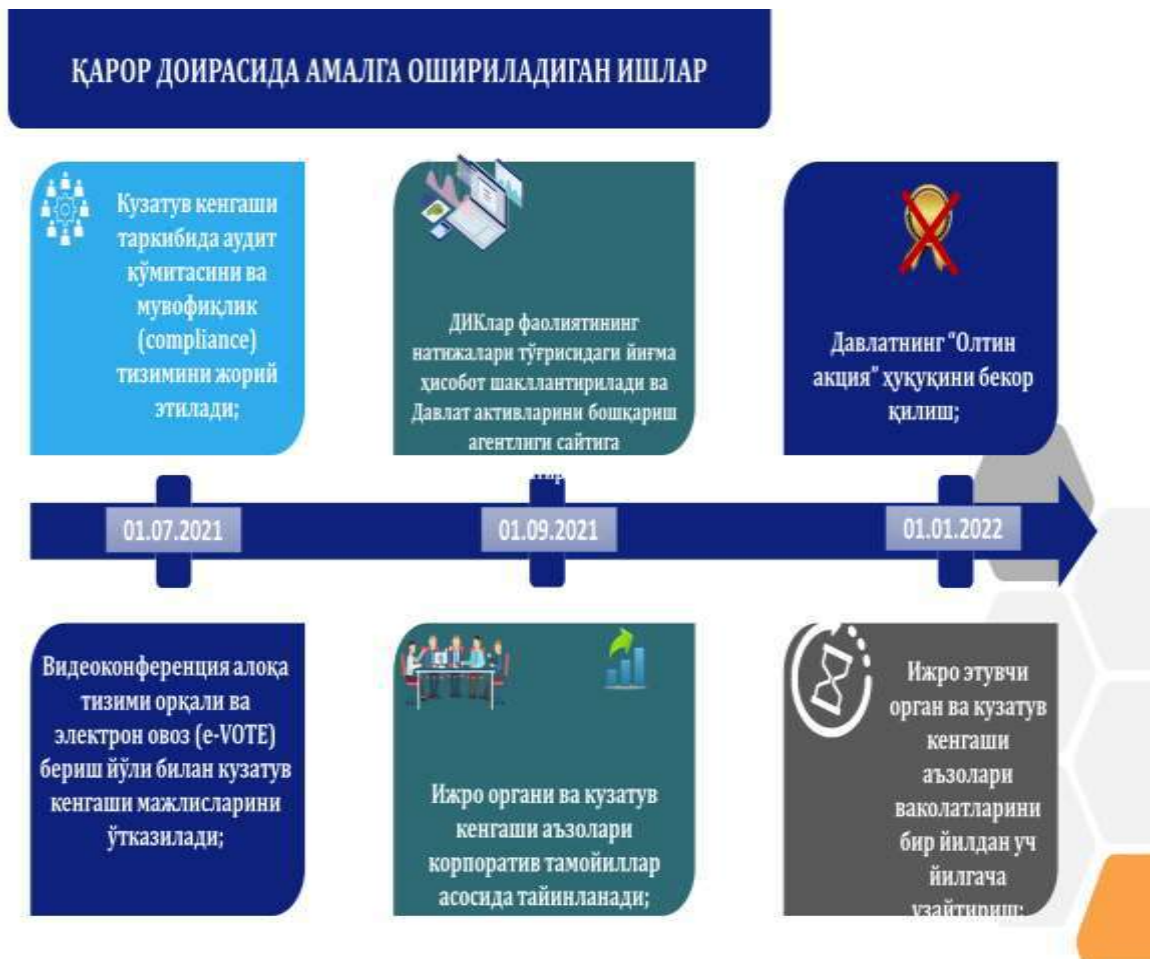 ҚАРОР ДОИРАСИДА АМАЛГА ОШИРИЛАДИГАН ИШЛАР
Кузатув кенгаши
таркибида аудит
кўмитасини ва
мувофиқлик
(compliance)
тизимини жорий
этилади;
ДИКлар фаолиятининг
натижалари тўғрисидаги йиғма
ҳисобот шакллантирилади ва
Давлат активларини бошқариш
агентлиги сайтига
Давлатнинг “Олтин
акция” ҳуқуқини бекор
қилиш;
01.07.2021
01.09.2021
01.01.2022
Видеоконференция алоқа
тизими орқали ва
электрон овоз (e-VOTE)
бериш йўли билан кузатув
кенгаши мажлисларини
ўтказилади;
Ижро органи ва кузатув
кенгаши аъзолари
корпоратив тамойиллар
асосида тайинланади;
Ижро этувчи
орган ва кузатув
кенгаши
аъзолари
ваколатларини
бир йилдан уч
йилгача
узайтириш;